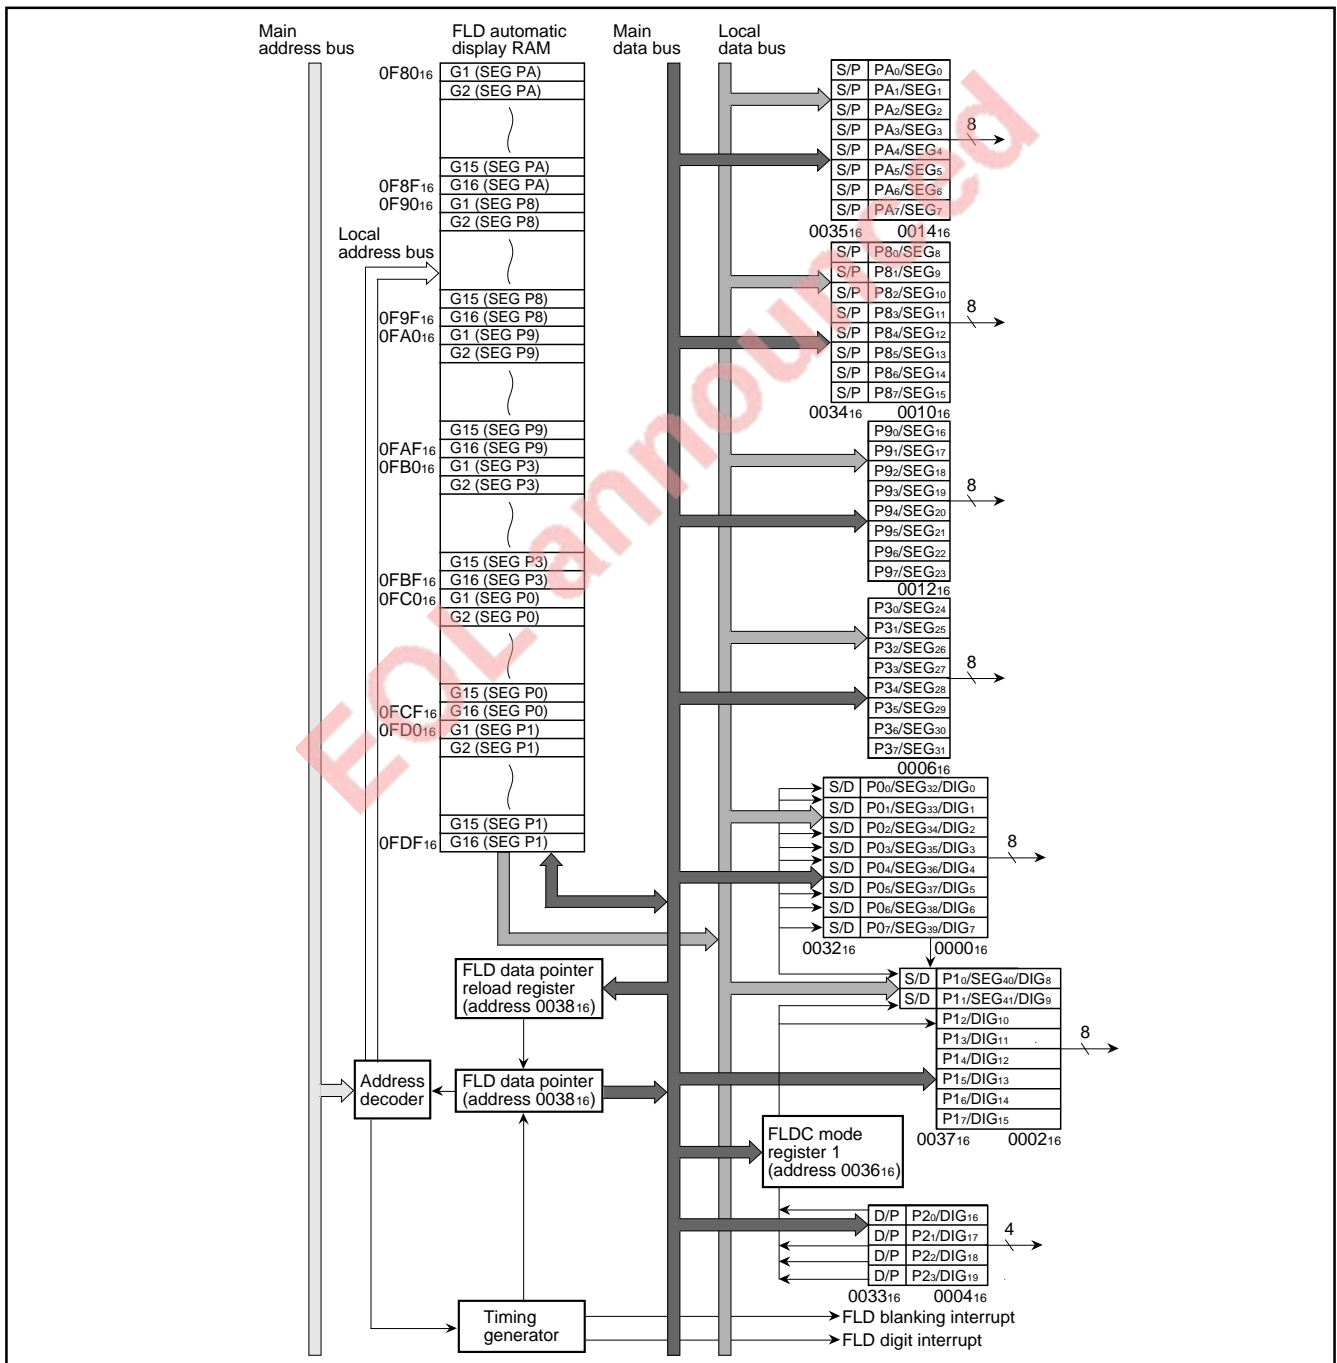 Main
address bus
FLD automatic
display RAM
Main
data bus
Local
data bus
0F80₁₆
G1 (SEG PA)
G2 (SEG PA)
G15 (SEG PA)
0F8F₁₆
G16 (SEG PA)
0F90₁₆
G1 (SEG P8)
G2 (SEG P8)
Local
address bus
G15 (SEG P8)
0F9F₁₆
G16 (SEG P8)
0FA0₁₆
G1 (SEG P9)
G2 (SEG P9)
G15 (SEG P9)
0FAF₁₆
G16 (SEG P9)
0FB0₁₆
G1 (SEG P3)
G2 (SEG P3)
G15 (SEG P3)
0FBF₁₆
G16 (SEG P3)
0FC0₁₆
G1 (SEG P0)
G2 (SEG P0)
G15 (SEG P0)
0FCF₁₆
G16 (SEG P0)
0FD0₁₆
G1 (SEG P1)
G2 (SEG P1)
G15 (SEG P1)
0FDF₁₆
G16 (SEG P1)
S/P PA₀/SEG₀
S/P PA₁/SEG₁
S/P PA₂/SEG₂
S/P PA₃/SEG₃
S/P PA₄/SEG₄
S/P PA₅/SEG₅
S/P PA₆/SEG₆
S/P PA₇/SEG₇
8
0035₁₆ 0014₁₆
S/P P8₀/SEG₈
S/P P8₁/SEG₉
S/P P8₂/SEG₁₀
S/P P8₃/SEG₁₁
S/P P8₄/SEG₁₂
S/P P8₅/SEG₁₃
S/P P8₆/SEG₁₄
S/P P8₇/SEG₁₅
8
0034₁₆ 0010₁₆
P9₀/SEG₁₆
P9₁/SEG₁₇
P9₂/SEG₁₈
P9₃/SEG₁₉
P9₄/SEG₂₀
P9₅/SEG₂₁
P9₆/SEG₂₂
P9₇/SEG₂₃
8
0012₁₆
P3₀/SEG₂₄
P3₁/SEG₂₅
P3₂/SEG₂₆
P3₃/SEG₂₇
P3₄/SEG₂₈
P3₅/SEG₂₉
P3₆/SEG₃₀
P3₇/SEG₃₁
8
0006₁₆
S/D P0₀/SEG₃₂/DIG₀
S/D P0₁/SEG₃₃/DIG₁
S/D P0₂/SEG₃₄/DIG₂
S/D P0₃/SEG₃₅/DIG₃
S/D P0₄/SEG₃₆/DIG₄
S/D P0₅/SEG₃₇/DIG₅
S/D P0₆/SEG₃₈/DIG₆
S/D P0₇/SEG₃₉/DIG₇
8
0032₁₆ 0000₁₆
S/D P1₀/SEG₄₀/DIG₈
S/D P1₁/SEG₄₁/DIG₉
P1₂/DIG₁₀
P1₃/DIG₁₁
P1₄/DIG₁₂
P1₅/DIG₁₃
P1₆/DIG₁₄
P1₇/DIG₁₅
8
0037₁₆ 0002₁₆
FLD data pointer
reload register
(address 0038₁₆)
Address
decoder
FLD data pointer
(address 0038₁₆)
FLDC mode
register 1
(address 0036₁₆)
D/P P2₀/DIG₁₆
D/P P2₁/DIG₁₇
D/P P2₂/DIG₁₈
D/P P2₃/DIG₁₉
4
0033₁₆ 0004₁₆
Timing
generator
FLD blanking interrupt
FLD digit interrupt
EOL announced